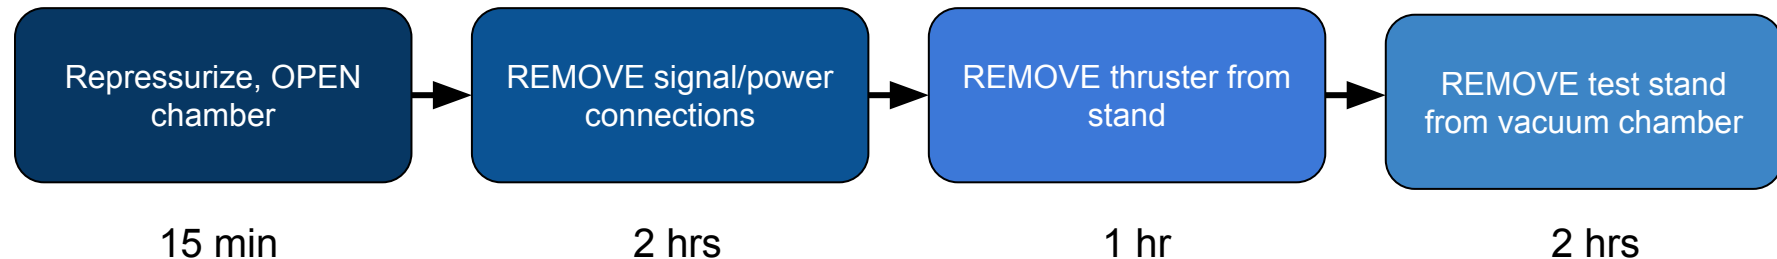 Repressurize, OPEN
chamber
REMOVE signal/power
connections
REMOVE thruster from
stand
REMOVE test stand
from vacuum chamber
15 min
2 hrs
1 hr
2 hrs